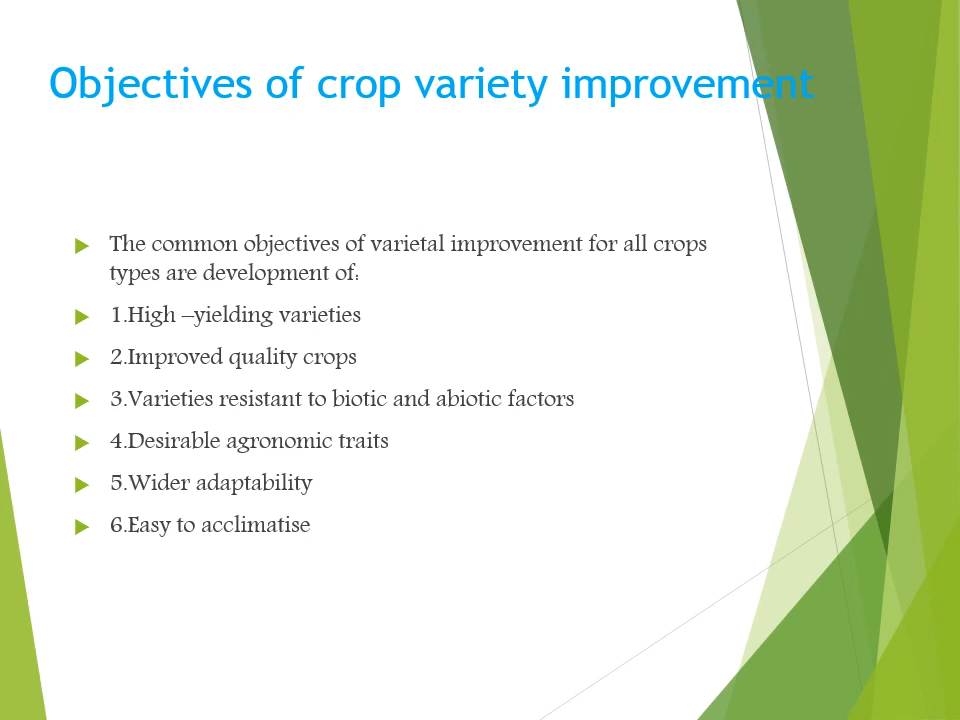 Objectives of crop variety improvement
The common objectives of varietal improvement for all crops
types are development of:
1.High –yielding varieties
2.Improved quality crops
3.Varieties resistant to biotic and abiotic factors
4.Desirable agronomic traits
5.Wider adaptability
6.Easy to acclimatise